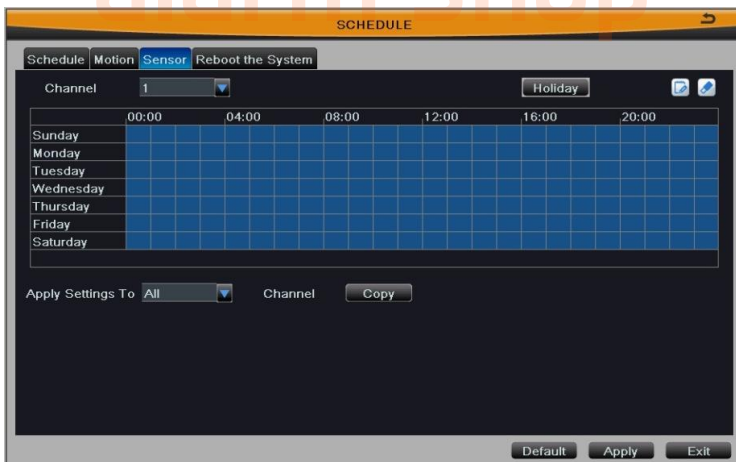 alarm shop
SCHEDULE
Schedule Motion Sensor Reboot the System
Channel 1 Holiday
00:00 04:00 08:00 12:00 16:00 20:00
Sunday
Monday
Tuesday
Wednesday
Thursday
Friday
Saturday
Apply Settings To All Channel Copy
Default Apply Exit